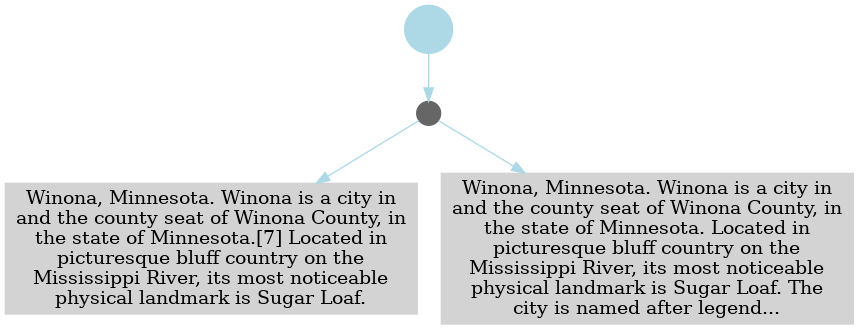 Winona, Minnesota. Winona is a city in
and the county seat of Winona County, in
the state of Minnesota.[7] Located in
picturesque bluff country on the
Mississippi River, its most noticeable
physical landmark is Sugar Loaf.
Winona, Minnesota. Winona is a city in
and the county seat of Winona County, in
the state of Minnesota. Located in
picturesque bluff country on the
Mississippi River, its most noticeable
physical landmark is Sugar Loaf. The
city is named after legend...